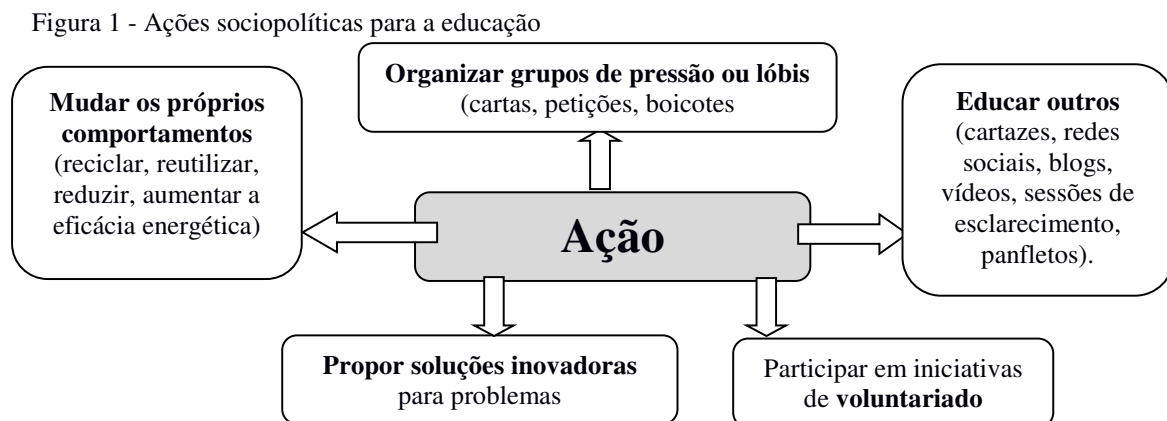 Figura 1 - Ações sociopolíticas para a educação
Organizar grupos de pressão ou lóbis
(cartas, petições, boicotes
Mudar os próprios
comportamentos
(reciclar, reutilizar,
reduzir, aumentar a
eficácia energética)
Educar outros
(cartazes, redes
sociais, blogs,
vídeos, sessões de
esclarecimento,
panfletos).
Ação
Propor soluções inovadoras
para problemas
Participar em iniciativas
de voluntariado